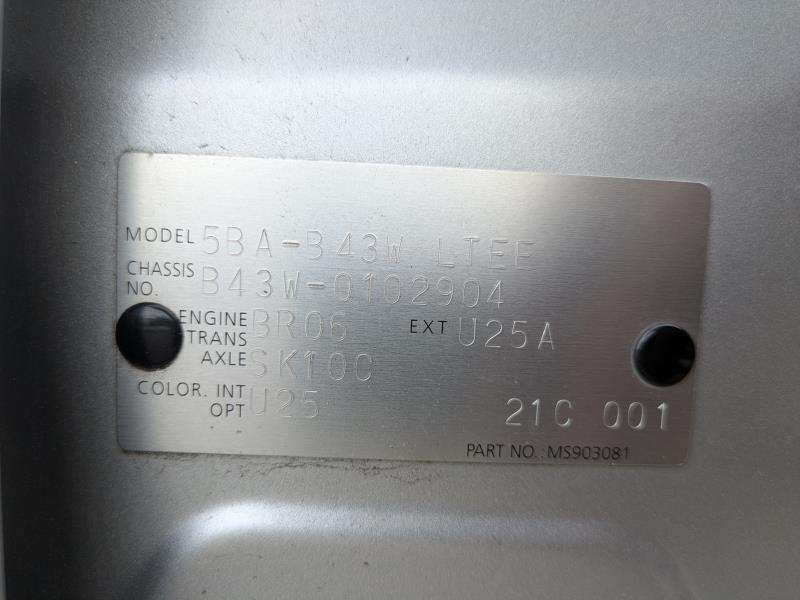 MODEL 5BA-B43W LTEE
CHASSIS NO. B43W-0102904
ENGINE BR06 EXT U25A
TRANS AXLE SK10C
COLOR. INT OPT U25
21C 001
PART NO.:MS903081